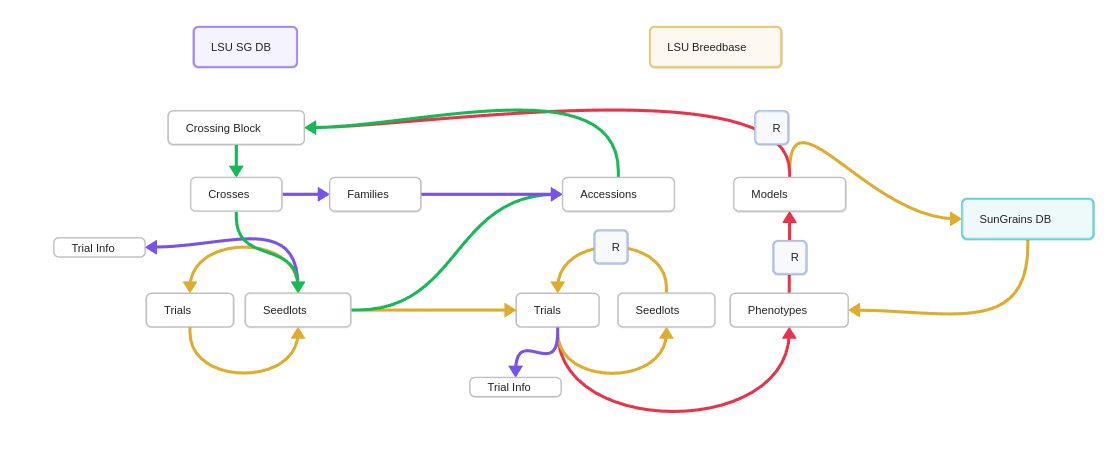 LSU SG DB
LSU Breedbase
Crossing Block
R
Crosses
Families
Accessions
Models
SunGrains DB
Trial Info
R
R
Trials
Seedlots
Trials
Seedlots
Phenotypes
Trial Info